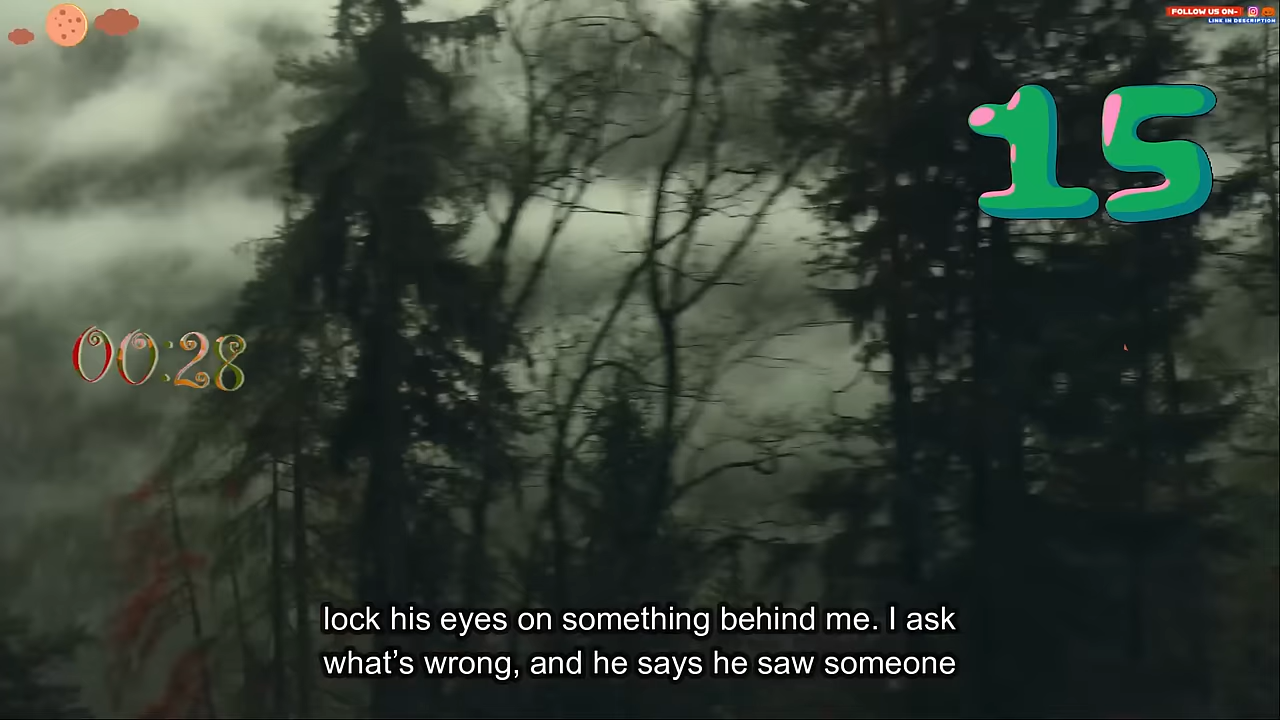 FOLLOW US ON-
LINK IN DESCRIPTION
15
00:28
lock his eyes on something behind me. I ask
what’s wrong, and he says he saw someone